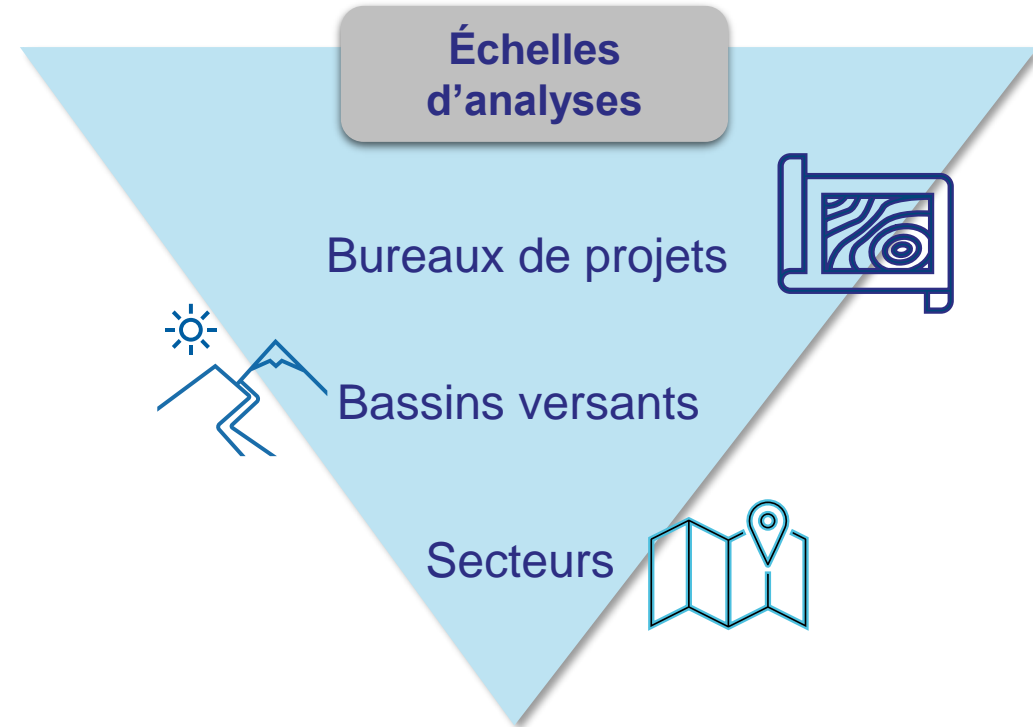 Échelles
d’analyses
Bureaux de projets
Bassins versants
Secteurs